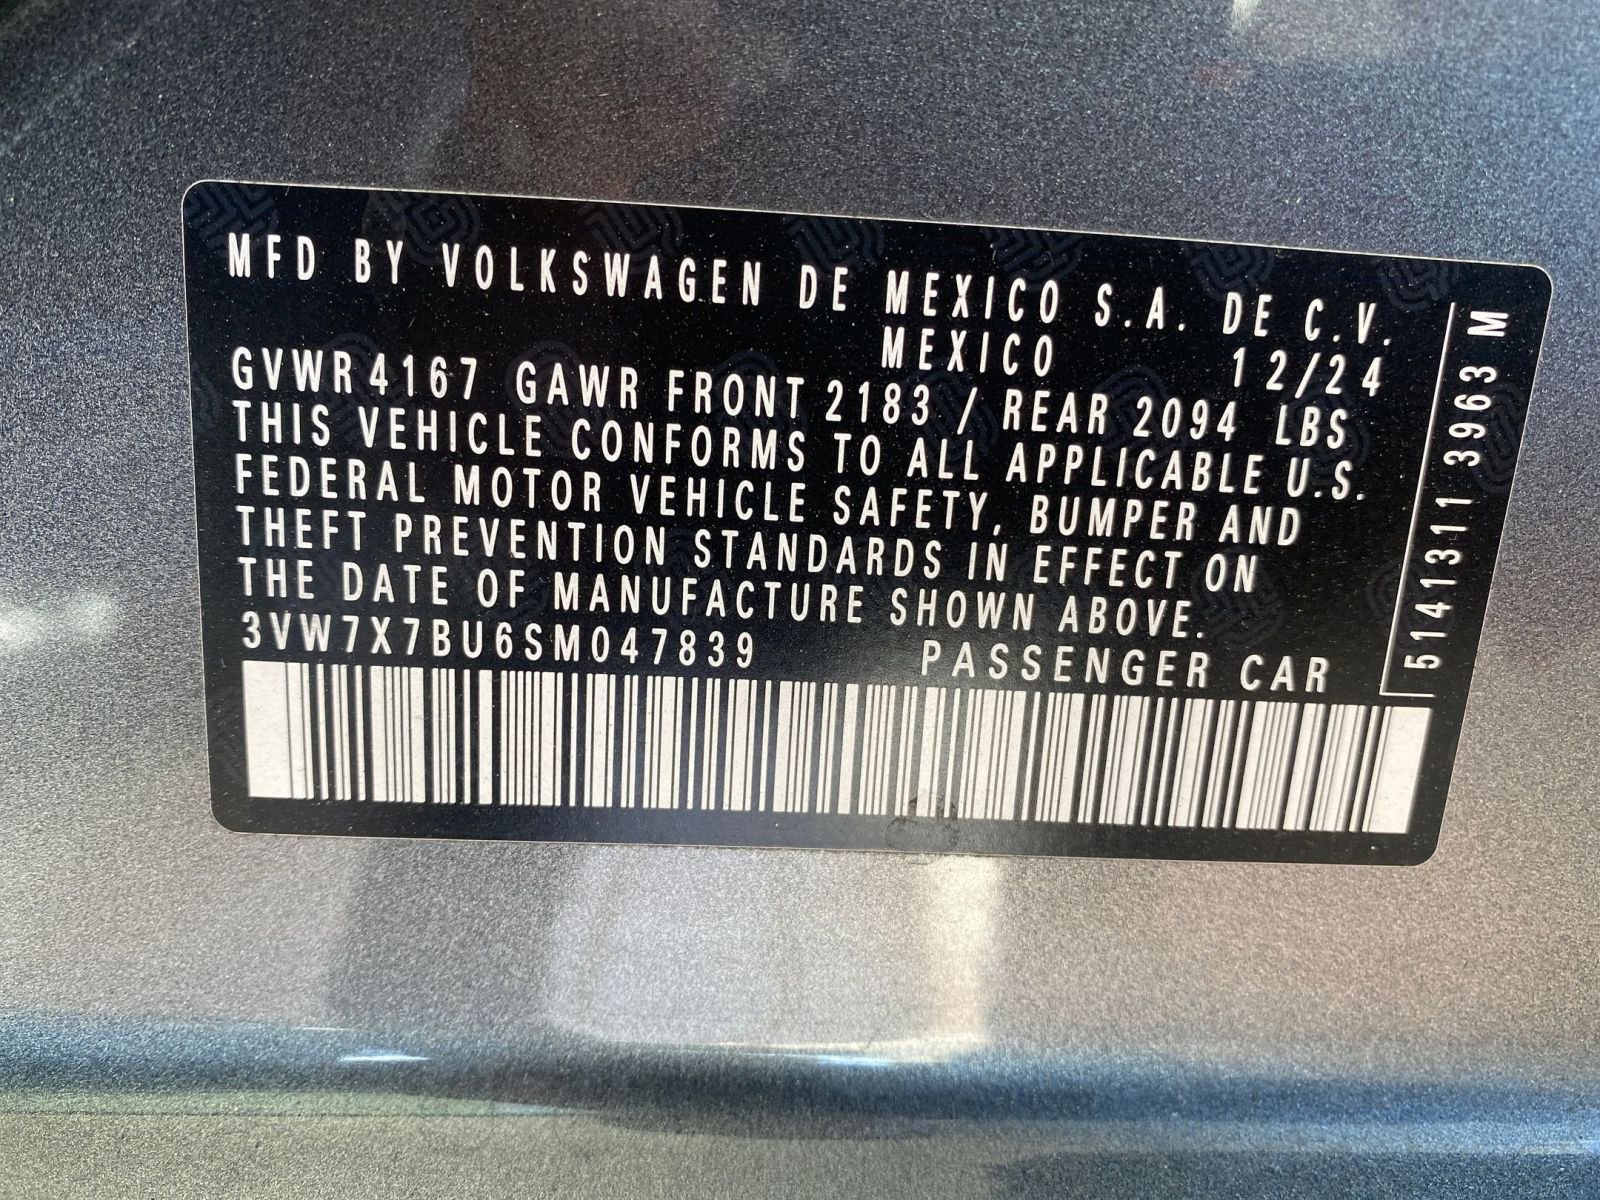 MFD BY VOLKSWAGEN DE MEXICO S.A. DE C.V.
MEXICO 12/24
GVWR 4167 GAWR FRONT 2183 / REAR 2094 LBS
THIS VEHICLE CONFORMS TO ALL APPLICABLE U.S.
FEDERAL MOTOR VEHICLE SAFETY, BUMPER AND
THEFT PREVENTION STANDARDS IN EFFECT ON
THE DATE OF MANUFACTURE SHOWN ABOVE.
3VW7X7BU6SM047839 PASSENGER CAR
5141311 3963 M